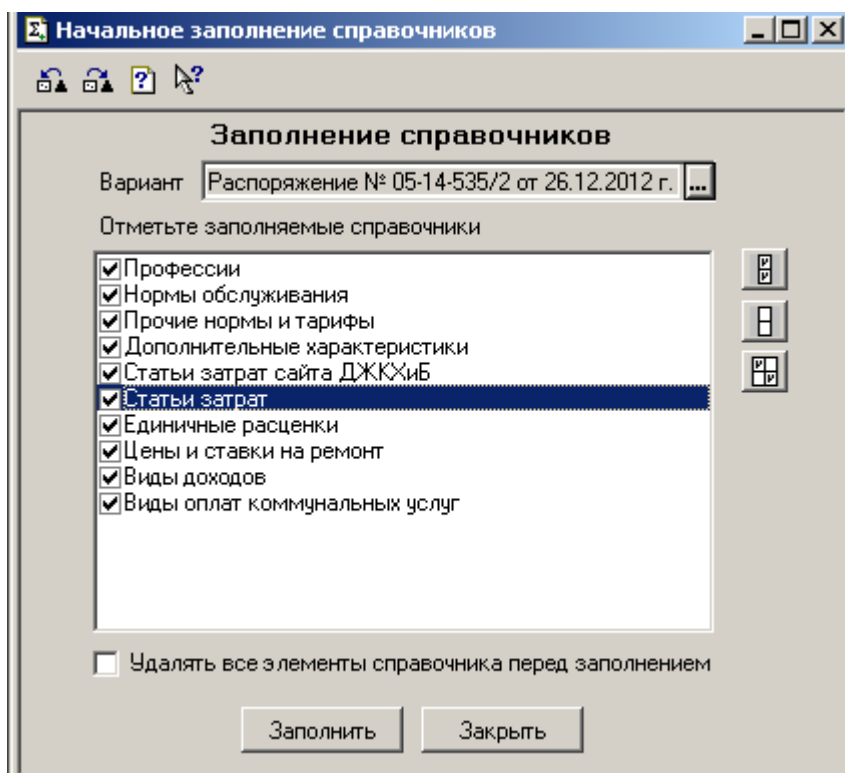 Начальное заполнение справочников
Заполнение справочников
Вариант Распоряжение № 05-14-535/2 от 26.12.2012 г. ...
Отметьте заполняемые справочники
Профессии
Нормы обслуживания
Прочие нормы и тарифы
Дополнительные характеристики
Статьи затрат сайта ДЖКХиБ
Статьи затрат
Единичные расценки
Цены и ставки на ремонт
Виды доходов
Виды оплат коммунальных услуг
Удалять все элементы справочника перед заполнением
Заполнить Закрыть